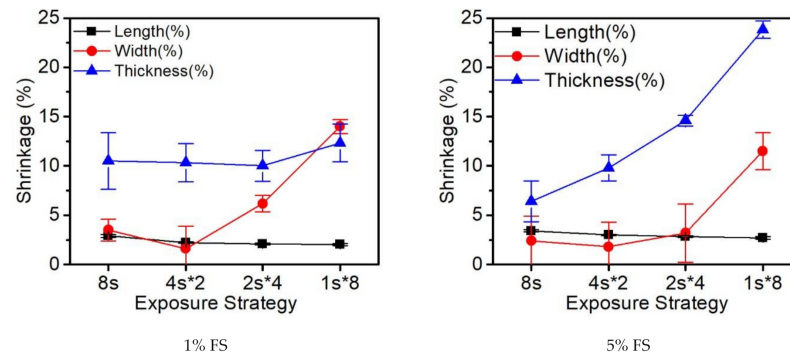 25
20
15
10
5
0
Shrinkage (%)
Length(%)
Width(%)
Thickness(%)
8s 4s*2 2s*4 1s*8
Exposure Strategy
1% FS
25
20
15
10
5
0
Shrinkage (%)
Length(%)
Width(%)
Thickness(%)
8s 4s*2 2s*4 1s*8
Exposure Strategy
5% FS